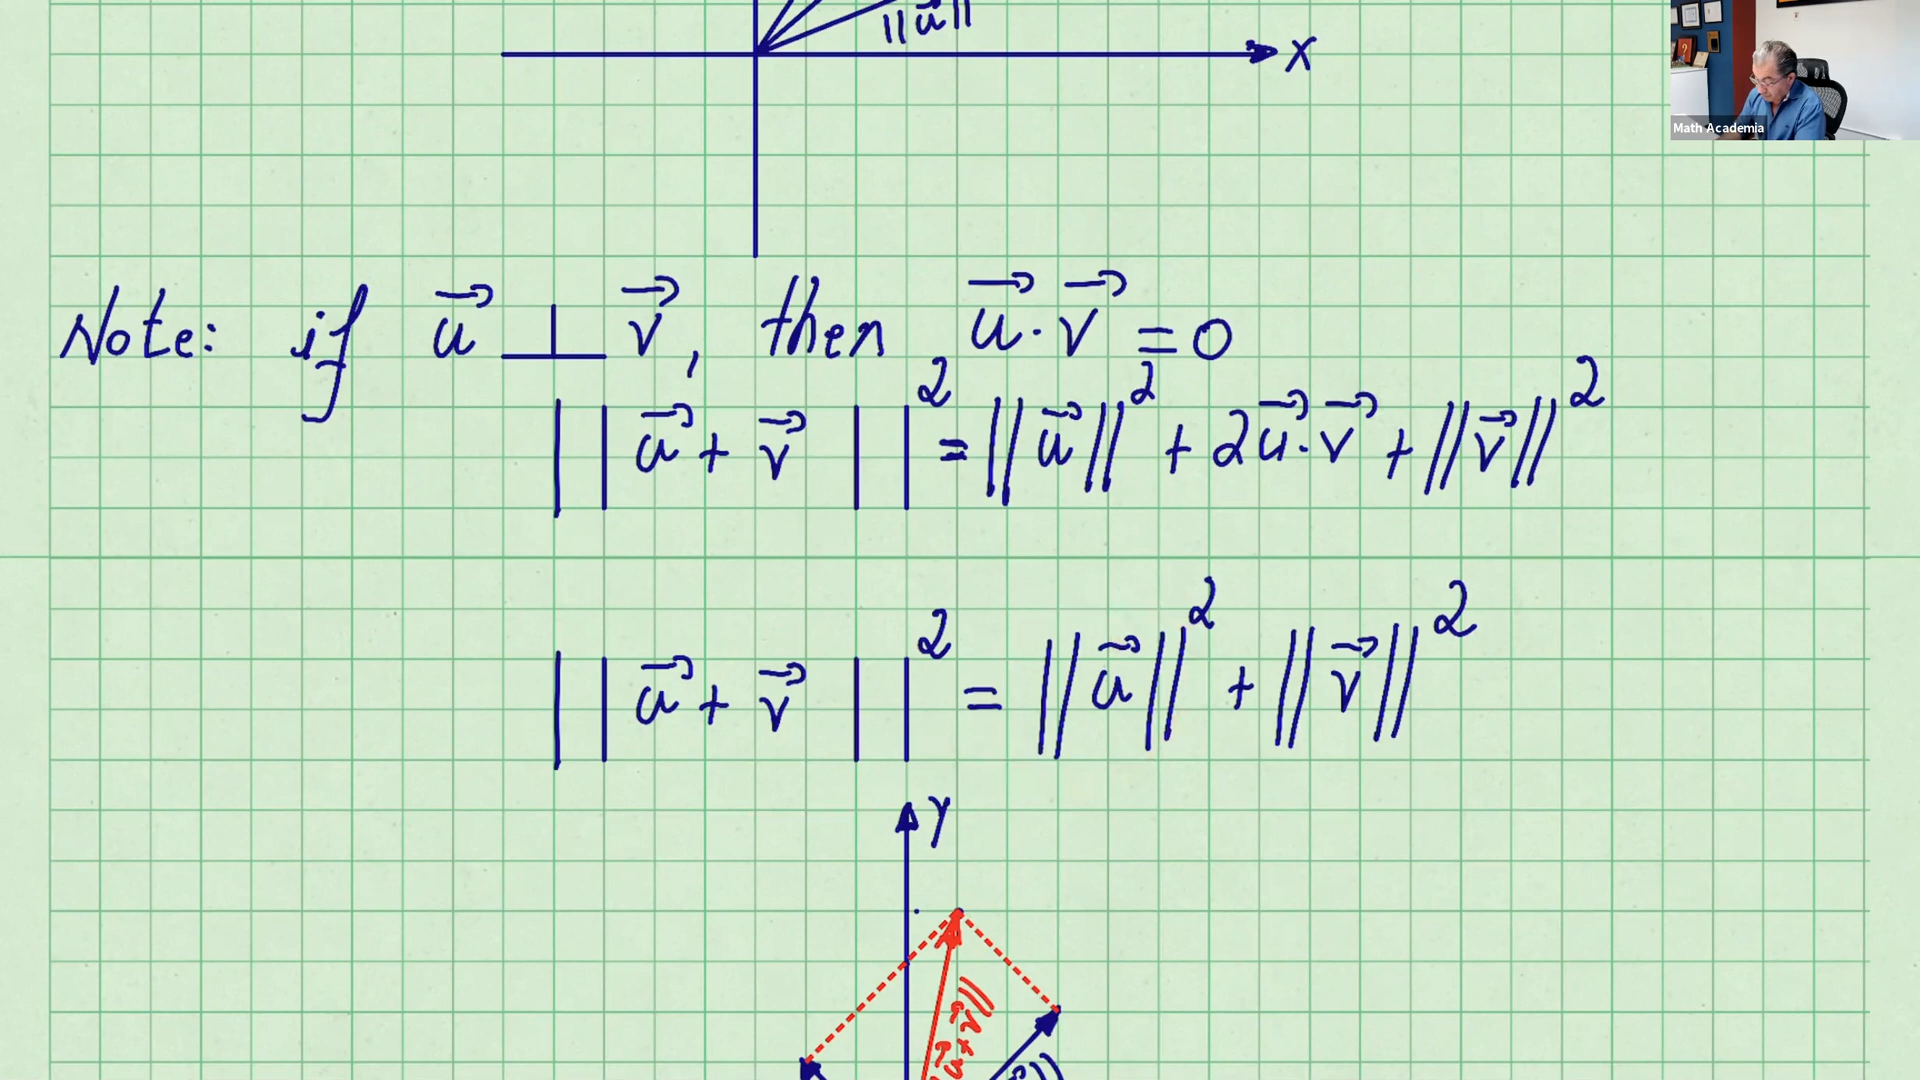 ||u⃗||
X
Math Academia
Note: if u⃗ ⊥ v⃗, then u⃗·v⃗ = 0
||u⃗ + v⃗||² = ||u⃗||² + 2u⃗·v⃗ + ||v⃗||²
||u⃗ + v⃗||² = ||u⃗||² + ||v⃗||²
Y
u⃗+v⃗||